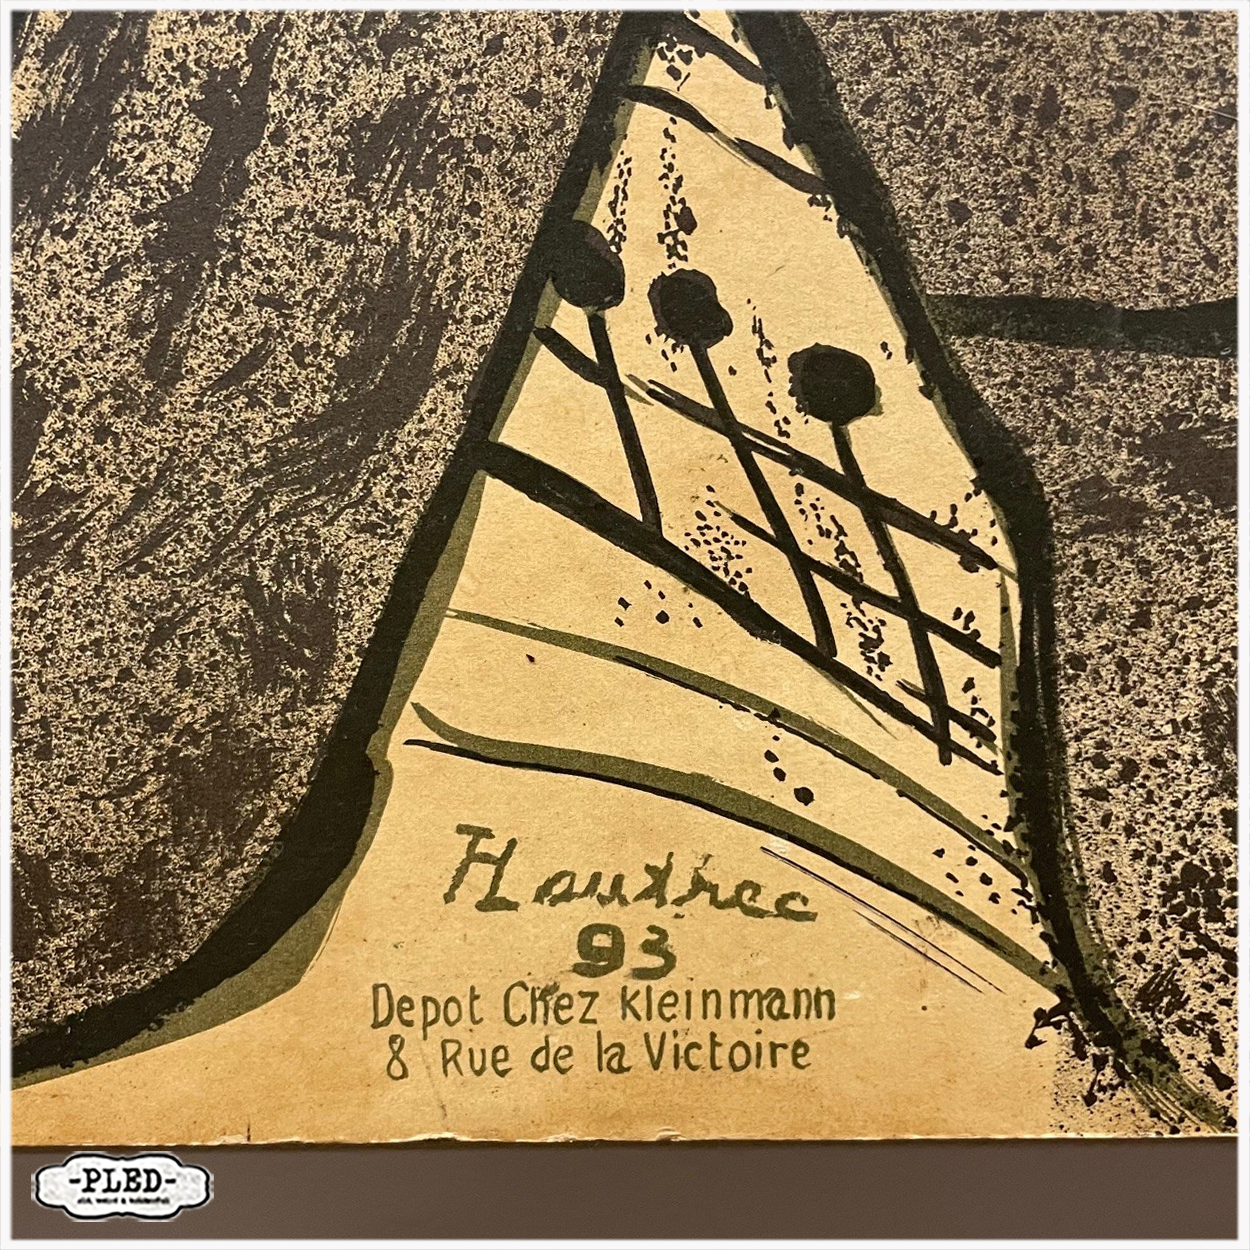 HLautrec
93
Depot Chez Kleinmann
8 Rue de la Victoire
-PLED-